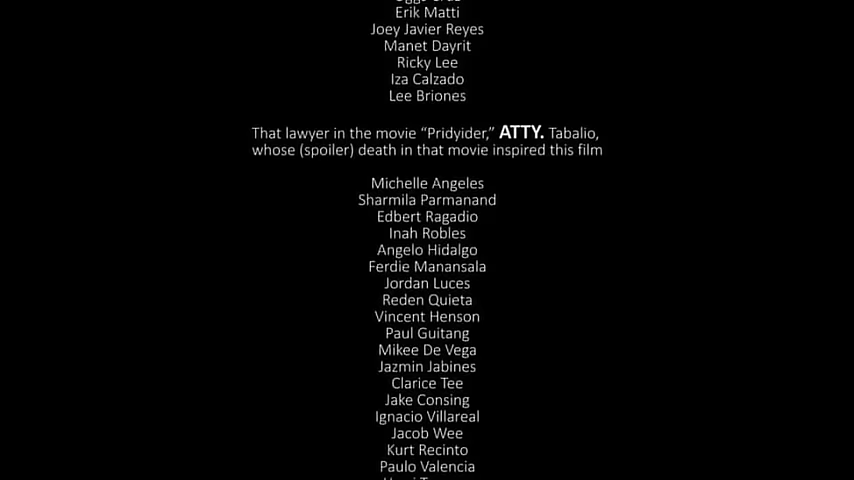 Erik Matti
Joey Javier Reyes
Manet Dayrit
Ricky Lee
Iza Calzado
Lee Briones
That lawyer in the movie “Pridyider,” ATTY. Tabalio,
whose (spoiler) death in that movie inspired this film
Michelle Angeles
Sharmila Parmanand
Edbert Ragadio
Inah Robles
Angelo Hidalgo
Ferdie Manansala
Jordan Luces
Reden Quieta
Vincent Henson
Paul Guitang
Mikee De Vega
Jazmin Jabines
Clarice Tee
Jake Consing
Ignacio Villareal
Jacob Wee
Kurt Recinto
Paulo Valencia